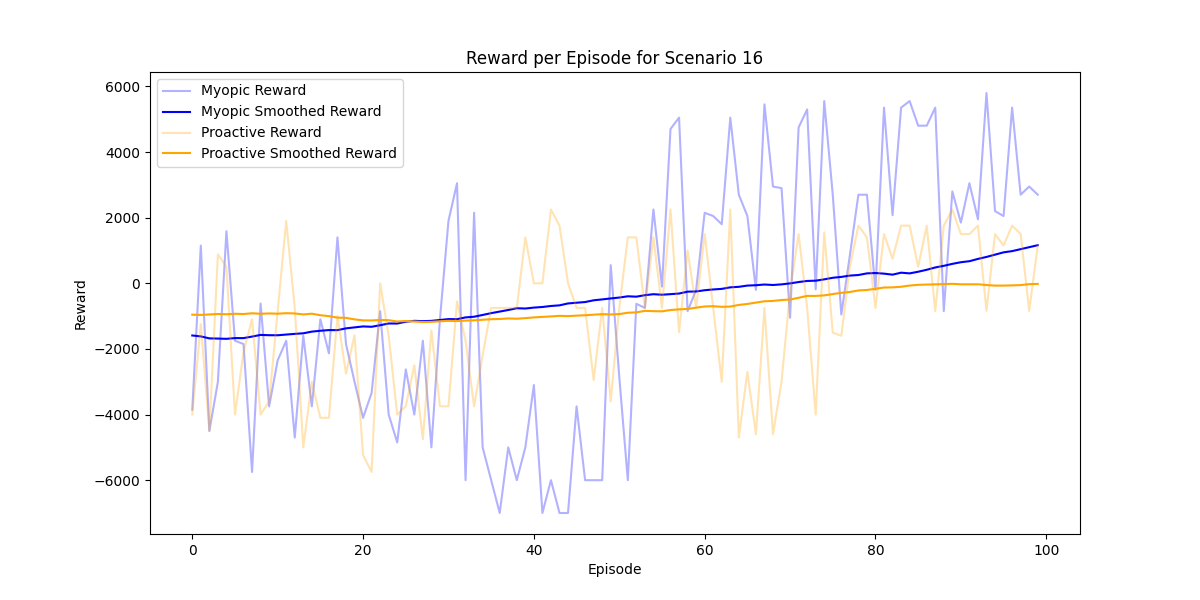 Reward per Episode for Scenario 16
Myopic Reward
Myopic Smoothed Reward
Proactive Reward
Proactive Smoothed Reward
6000
4000
2000
0
−2000
−4000
−6000
Reward
0 20 40 60 80 100
Episode